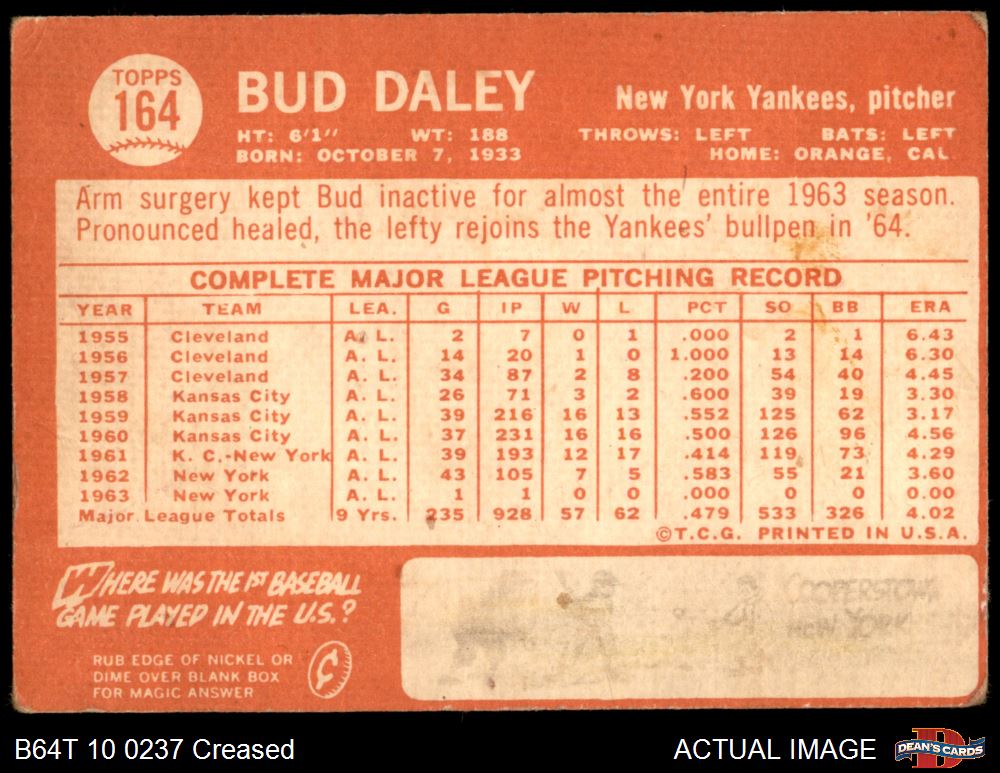 TOPPS
164
BUD DALEY
New York Yankees, pitcher
HT: 6'1" WT: 188 THROWS: LEFT BATS: LEFT
BORN: OCTOBER 7, 1933 HOME: ORANGE, CAL
Arm surgery kept Bud inactive for almost the entire 1963 season.
Pronounced healed, the lefty rejoins the Yankees' bullpen in '64.
COMPLETE MAJOR LEAGUE PITCHING RECORD
YEAR TEAM LEA. G IP W L PCT SO BB ERA
1955 Cleveland A. L. 2 7 0 1 .000 2 1 6.43
1956 Cleveland A. L. 14 20 1 0 1.000 13 14 6.30
1957 Cleveland A. L. 34 87 2 8 .200 54 40 4.45
1958 Kansas City A. L. 26 71 3 2 .600 39 19 3.30
1959 Kansas City A. L. 39 216 16 13 .552 125 62 3.17
1960 Kansas City A. L. 37 231 16 16 .500 126 96 4.56
1961 K. C.-New York A. L. 39 193 12 17 .414 119 73 4.29
1962 New York A. L. 43 105 7 5 .583 55 21 3.60
1963 New York A. L. 1 1 0 0 .000 0 0 0.00
Major League Totals 9 Yrs. 235 928 57 62 .479 533 326 4.02
©T.C.G. PRINTED IN U.S.A.
WHERE WAS THE 1ST BASEBALL
GAME PLAYED IN THE U.S.?
RUB EDGE OF NICKEL OR
DIME OVER BLANK BOX
FOR MAGIC ANSWER
¢
COOPERSTOWN,
NEW YORK
B64T 10 0237 Creased
ACTUAL IMAGE
D
DEAN'S CARDS